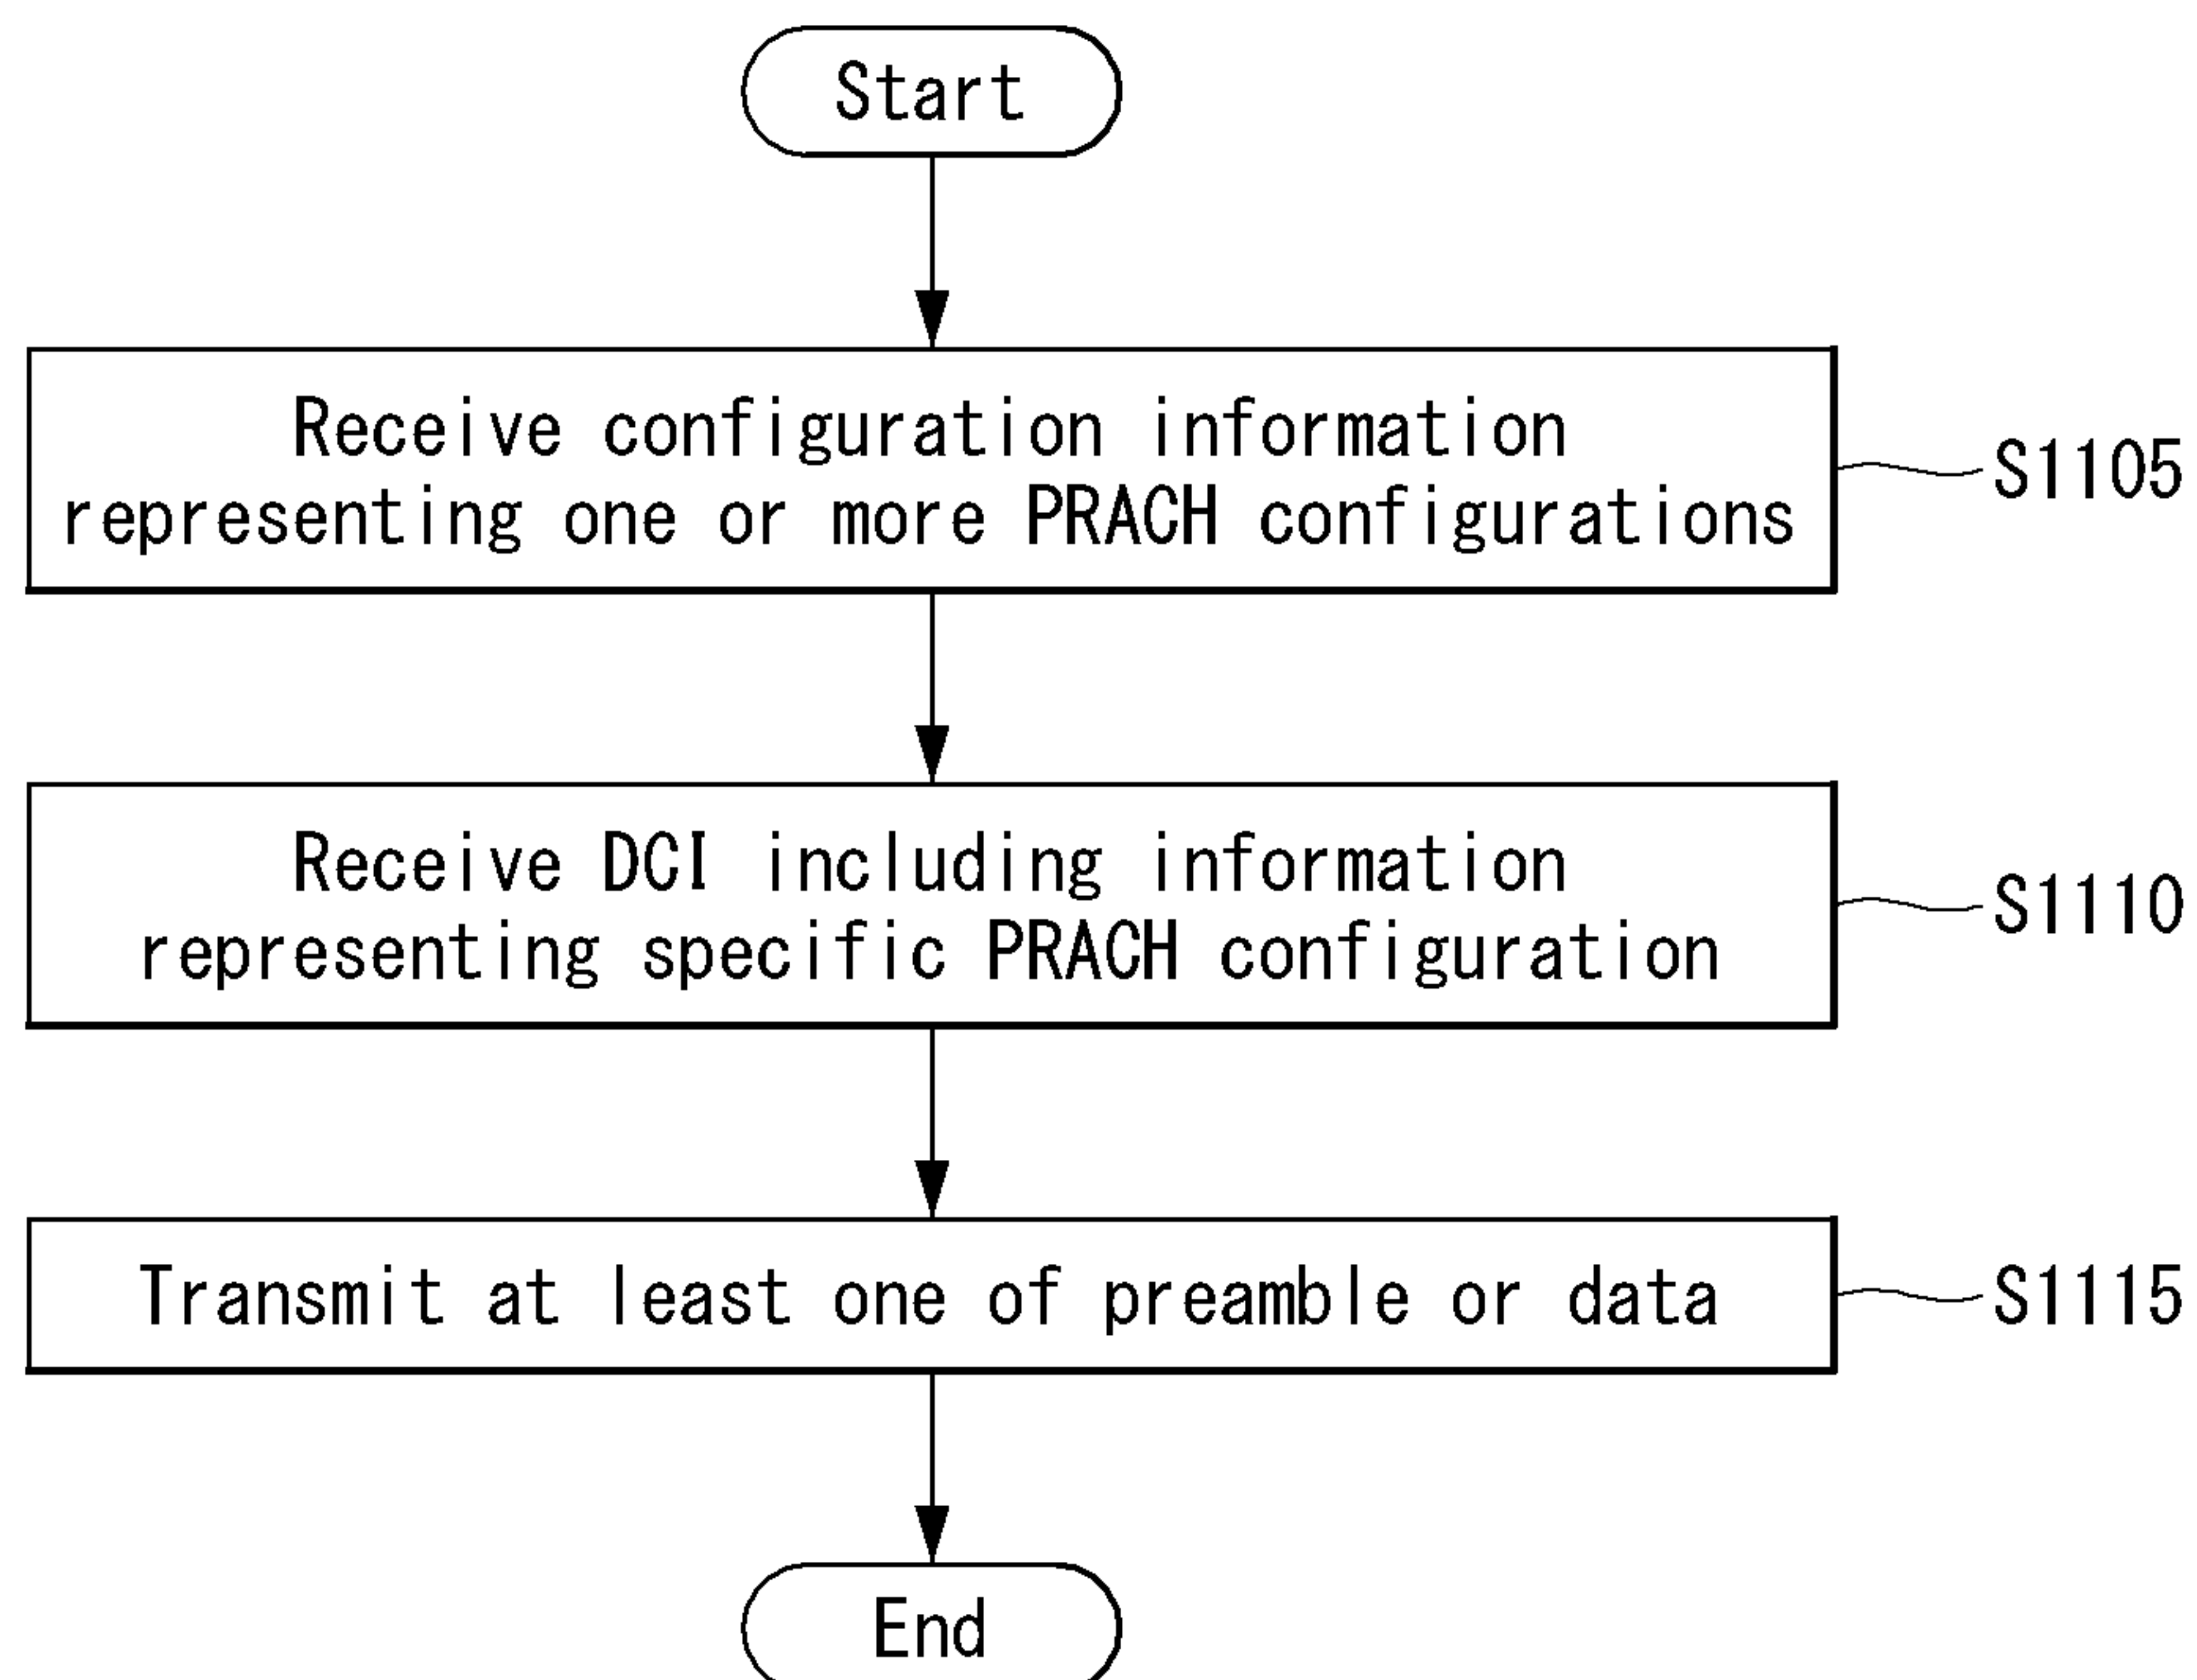 Start
Receive configuration information
representing one or more PRACH configurations
S1105
Receive DCI including information
representing specific PRACH configuration
S1110
Transmit at least one of preamble or data
S1115
End